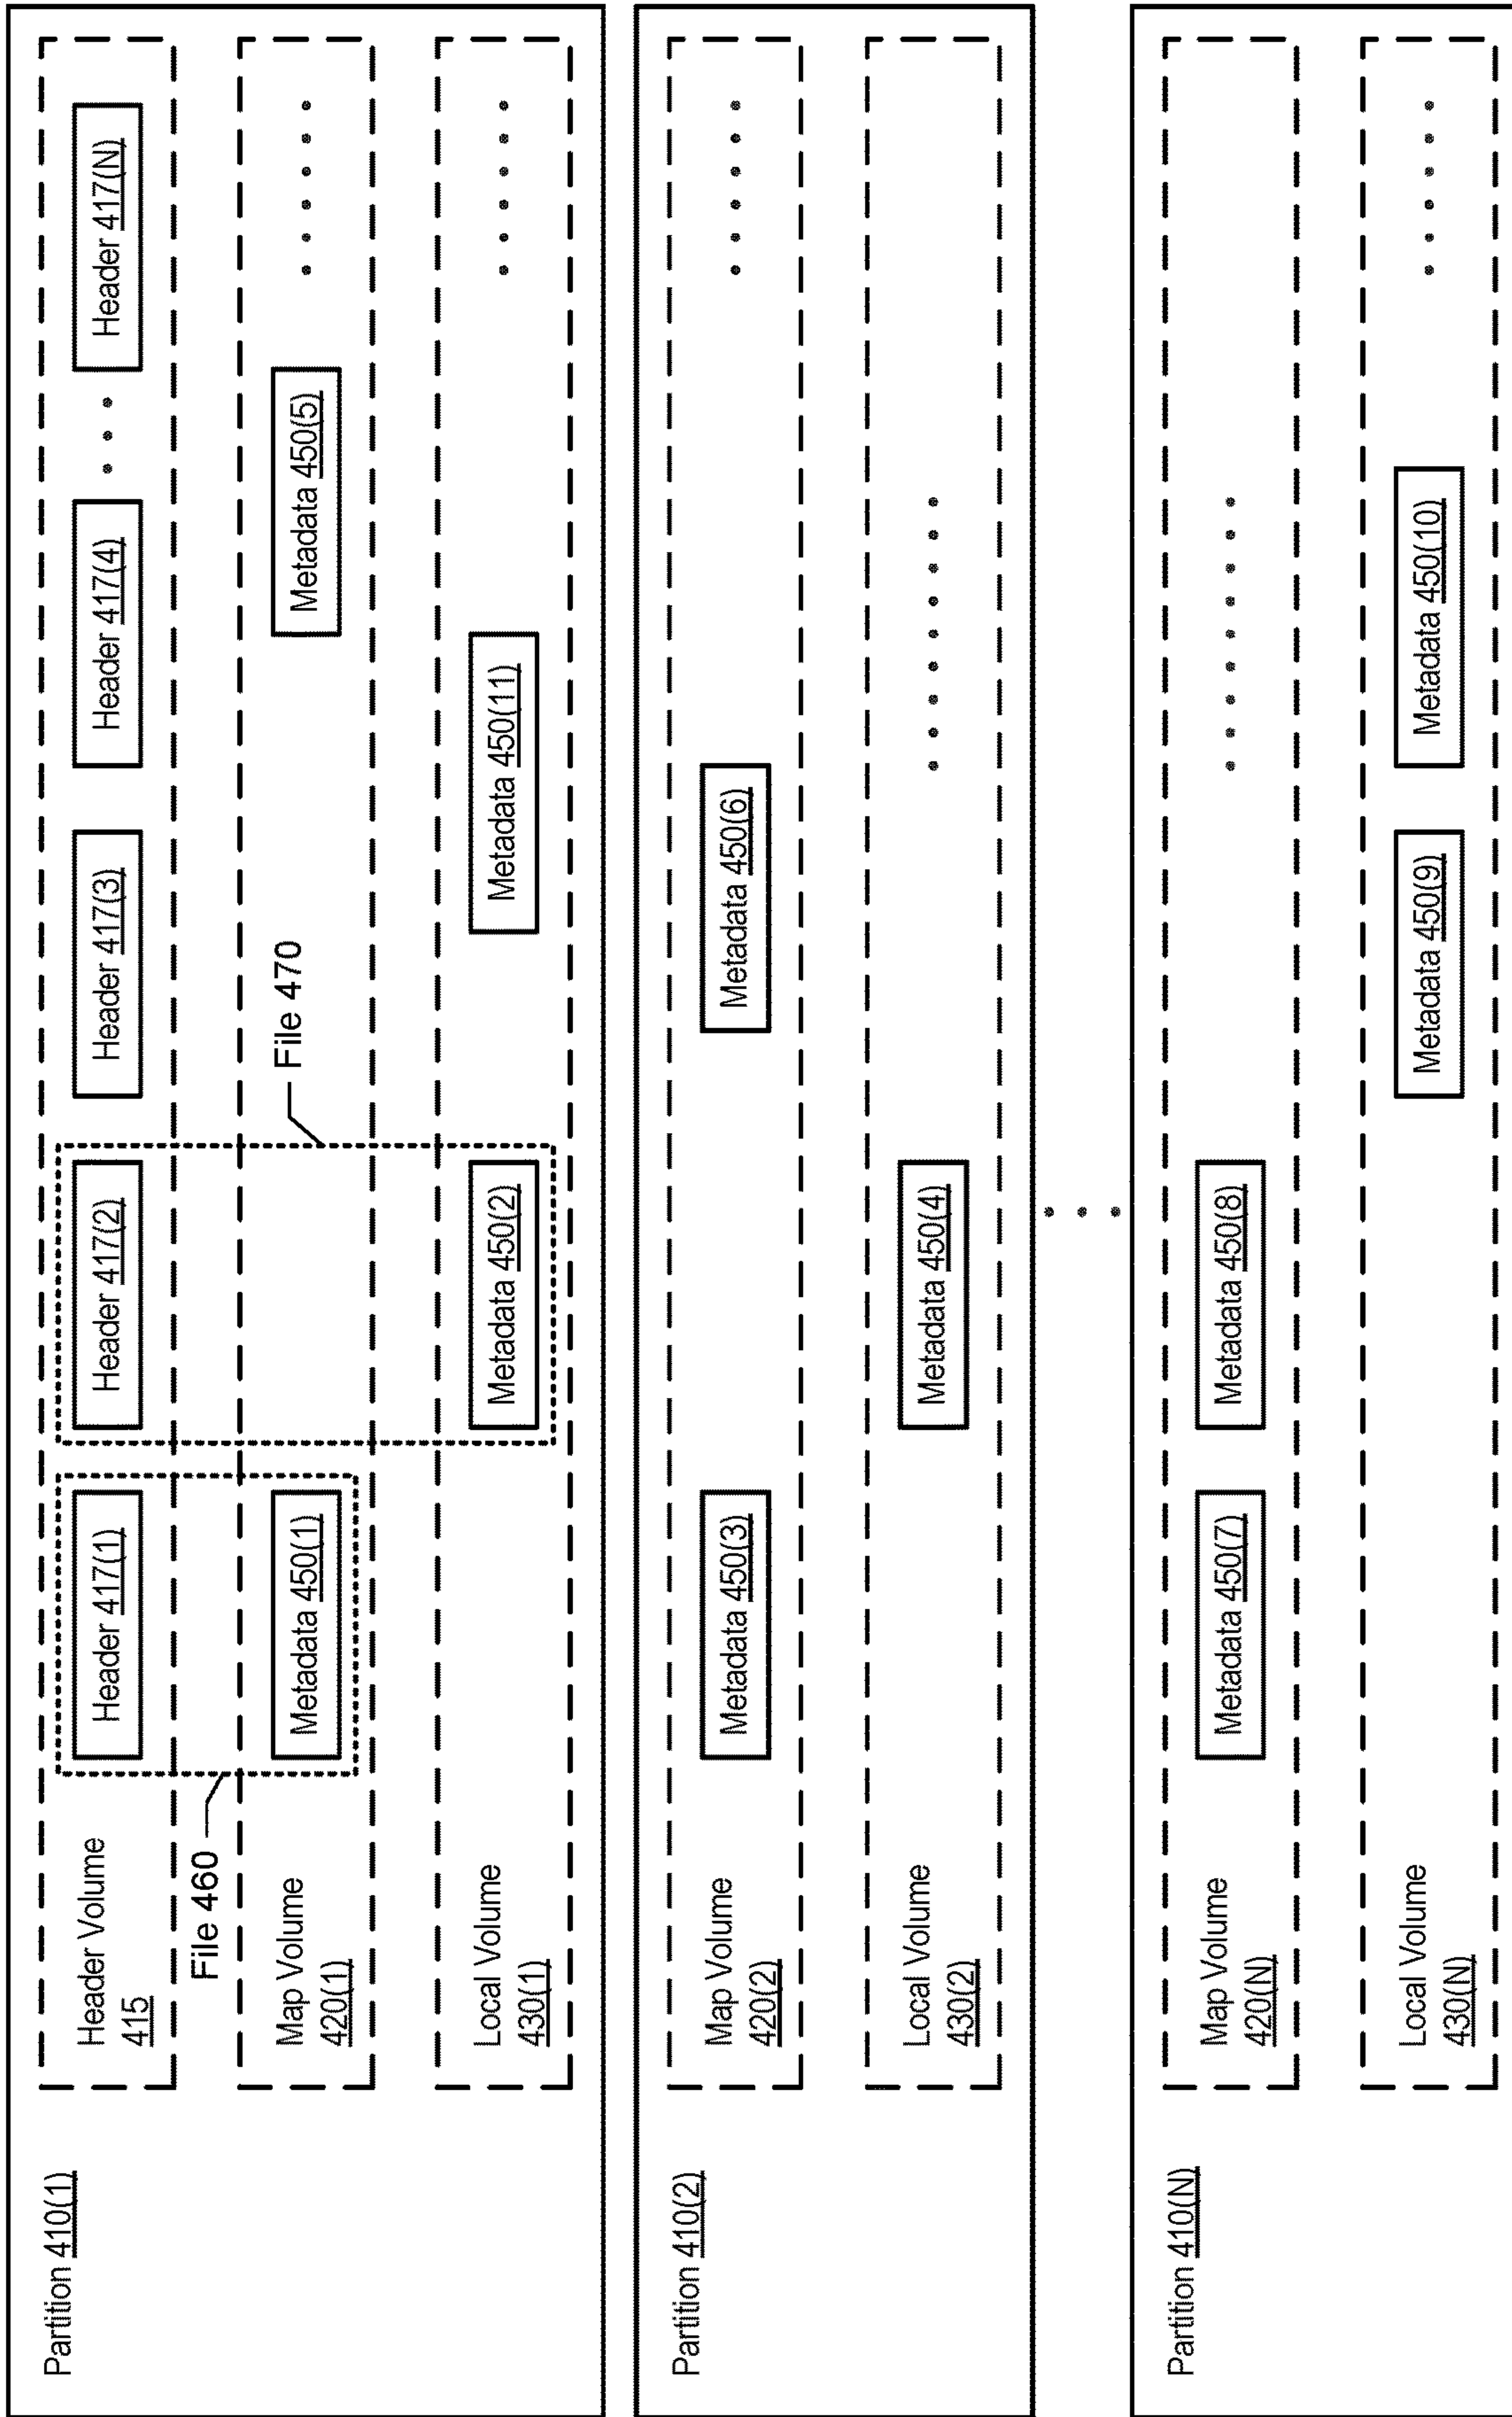 Partition 410(1)
Header Volume
415
Header 417(1)
Header 417(2)
Header 417(3)
Header 417(4)
Header 417(N)
File 460
File 470
Map Volume
420(1)
Metadata 450(1)
Metadata 450(5)
Local Volume
430(1)
Metadata 450(2)
Metadata 450(11)
Partition 410(2)
Map Volume
420(2)
Metadata 450(3)
Metadata 450(6)
Local Volume
430(2)
Metadata 450(4)
Partition 410(N)
Map Volume
420(N)
Metadata 450(7)
Metadata 450(8)
Local Volume
430(N)
Metadata 450(9)
Metadata 450(10)